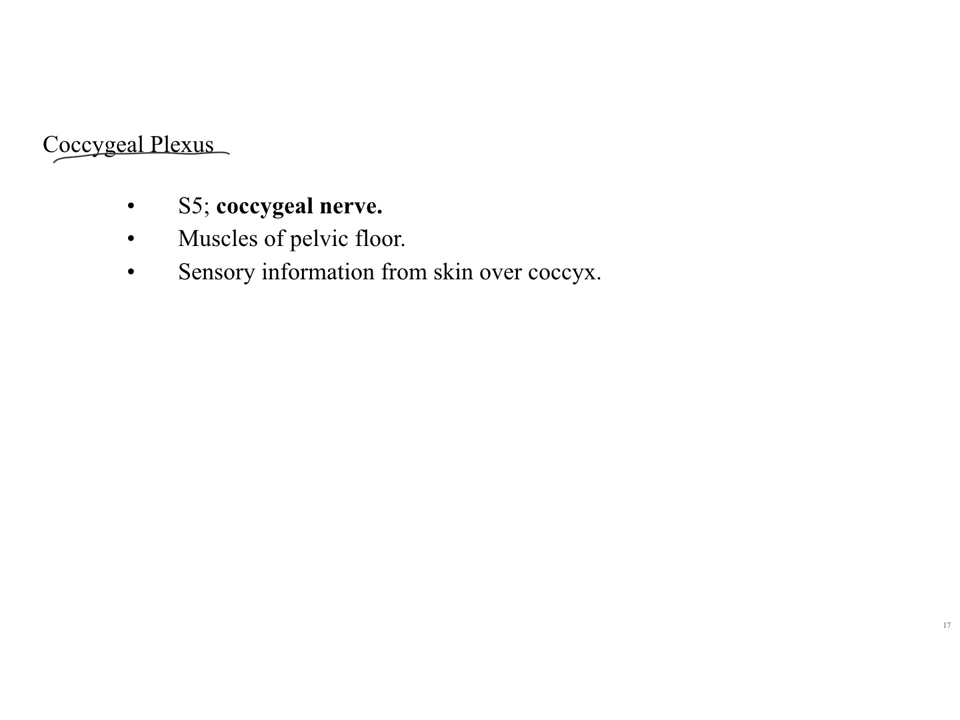 Coccygeal Plexus
• S5; coccygeal nerve.
• Muscles of pelvic floor.
• Sensory information from skin over coccyx.
17